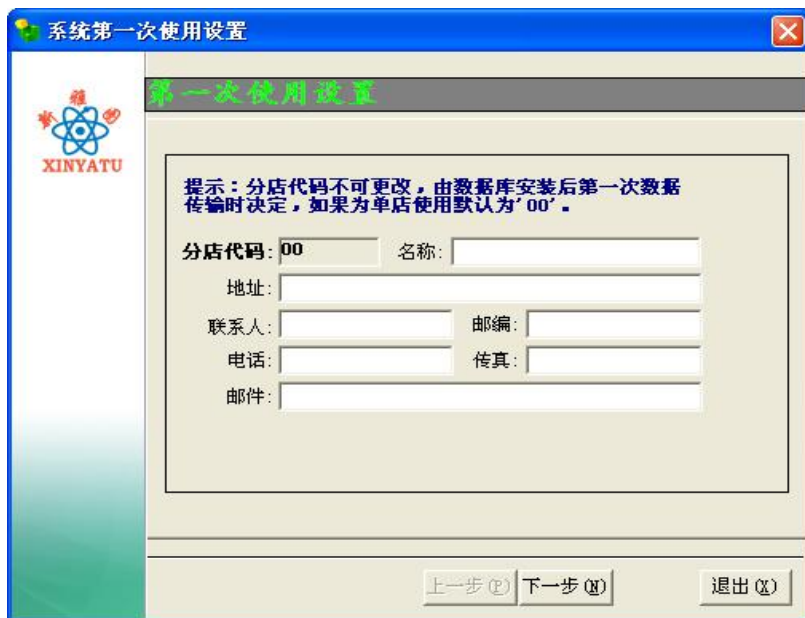 系统第一次使用设置
第一次使用设置
新雅图
XINYATU
提示：分店代码不可更改，由数据库安装后第一次数据
传输时决定，如果为单店使用默认为'00'。
分店代码: 00 名称:
地址:
联系人: 邮编:
电话: 传真:
邮件:
上一步(P) 下一步(N) 退出(X)